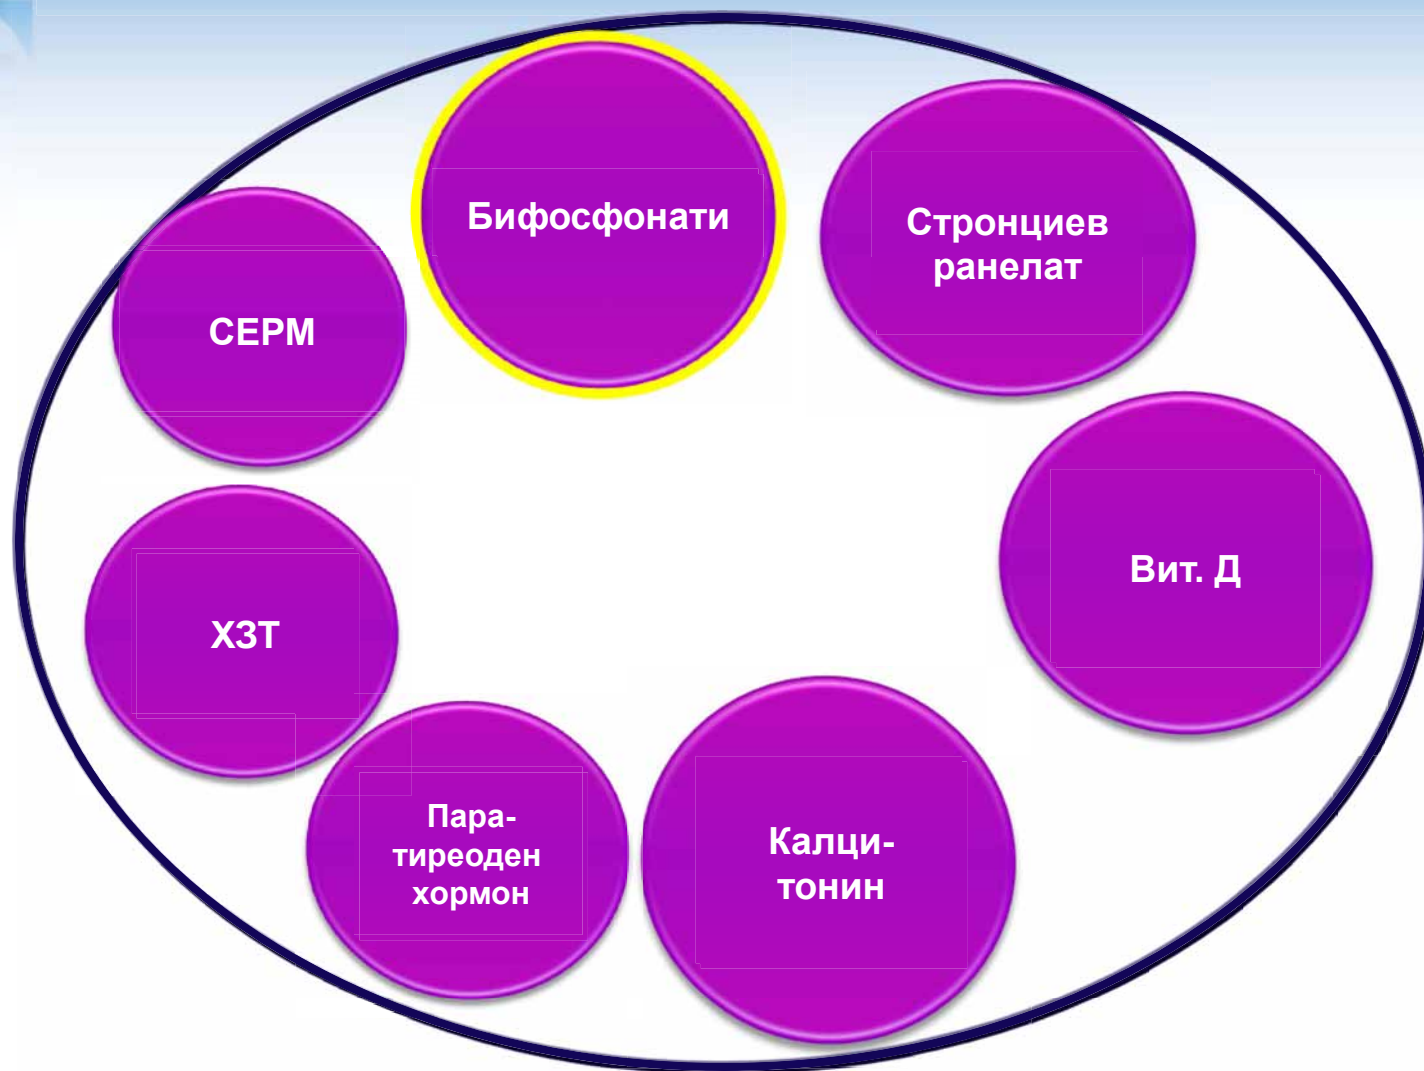 Бифосфонати
Стронциев
ранелат
СЕРМ
Вит. Д
ХЗТ
Пара-
тиреоден
хормон
Калци-
тонин